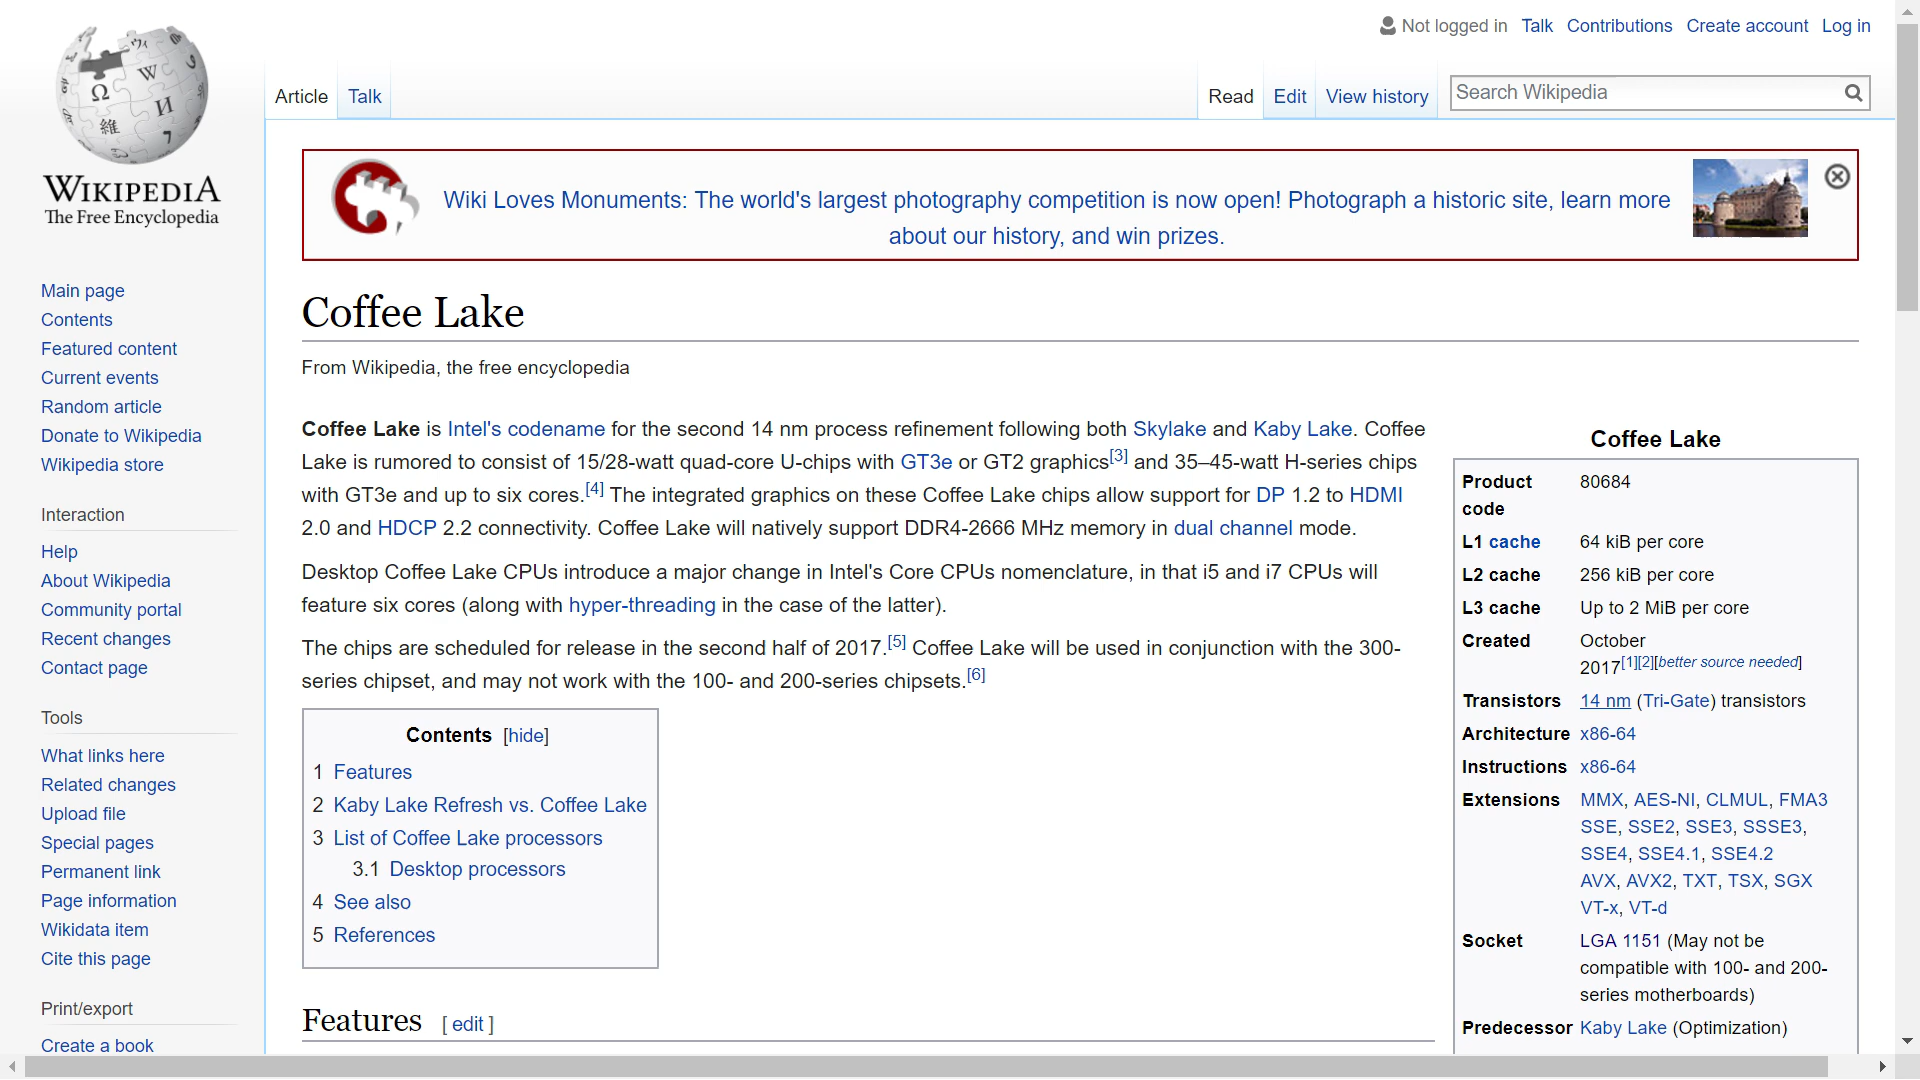 Not logged in Talk Contributions Create account Log in
Article Talk Read Edit View history Search Wikipedia
WIKIPEDIA
The Free Encyclopedia
Wiki Loves Monuments: The world's largest photography competition is now open! Photograph a historic site, learn more
about our history, and win prizes.
Main page
Contents
Featured content
Current events
Random article
Donate to Wikipedia
Wikipedia store
Interaction
Help
About Wikipedia
Community portal
Recent changes
Contact page
Tools
What links here
Related changes
Upload file
Special pages
Permanent link
Page information
Wikidata item
Cite this page
Print/export
Create a book
Coffee Lake
From Wikipedia, the free encyclopedia
Coffee Lake is Intel's codename for the second 14 nm process refinement following both Skylake and Kaby Lake. Coffee
Lake is rumored to consist of 15/28-watt quad-core U-chips with GT3e or GT2 graphics[3] and 35–45-watt H-series chips
with GT3e and up to six cores.[4] The integrated graphics on these Coffee Lake chips allow support for DP 1.2 to HDMI
2.0 and HDCP 2.2 connectivity. Coffee Lake will natively support DDR4-2666 MHz memory in dual channel mode.
Desktop Coffee Lake CPUs introduce a major change in Intel's Core CPUs nomenclature, in that i5 and i7 CPUs will
feature six cores (along with hyper-threading in the case of the latter).
The chips are scheduled for release in the second half of 2017.[5] Coffee Lake will be used in conjunction with the 300-
series chipset, and may not work with the 100- and 200-series chipsets.[6]
Contents [hide]
1 Features
2 Kaby Lake Refresh vs. Coffee Lake
3 List of Coffee Lake processors
3.1 Desktop processors
4 See also
5 References
Features [ edit ]
Coffee Lake
Product 80684
code
L1 cache 64 kiB per core
L2 cache 256 kiB per core
L3 cache Up to 2 MiB per core
Created October
2017[1][2][better source needed]
Transistors 14 nm (Tri-Gate) transistors
Architecture x86-64
Instructions x86-64
Extensions MMX, AES-NI, CLMUL, FMA3
SSE, SSE2, SSE3, SSSE3,
SSE4, SSE4.1, SSE4.2
AVX, AVX2, TXT, TSX, SGX
VT-x, VT-d
Socket LGA 1151 (May not be
compatible with 100- and 200-
series motherboards)
Predecessor Kaby Lake (Optimization)